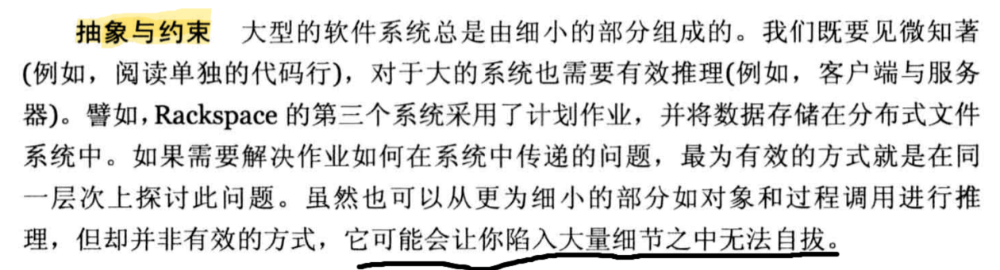 抽象与约束 大型的软件系统总是由细小的部分组成的。我们既要见微知著
(例如，阅读单独的代码行)，对于大的系统也需要有效推理(例如，客户端与服务
器)。譬如，Rackspace 的第三个系统采用了计划作业，并将数据存储在分布式文件
系统中。如果需要解决作业如何在系统中传递的问题，最为有效的方式就是在同
一层次上探讨此问题。虽然也可以从更为细小的部分如对象和过程调用进行推
理，但却并非有效的方式，它可能会让你陷入大量细节之中无法自拔。